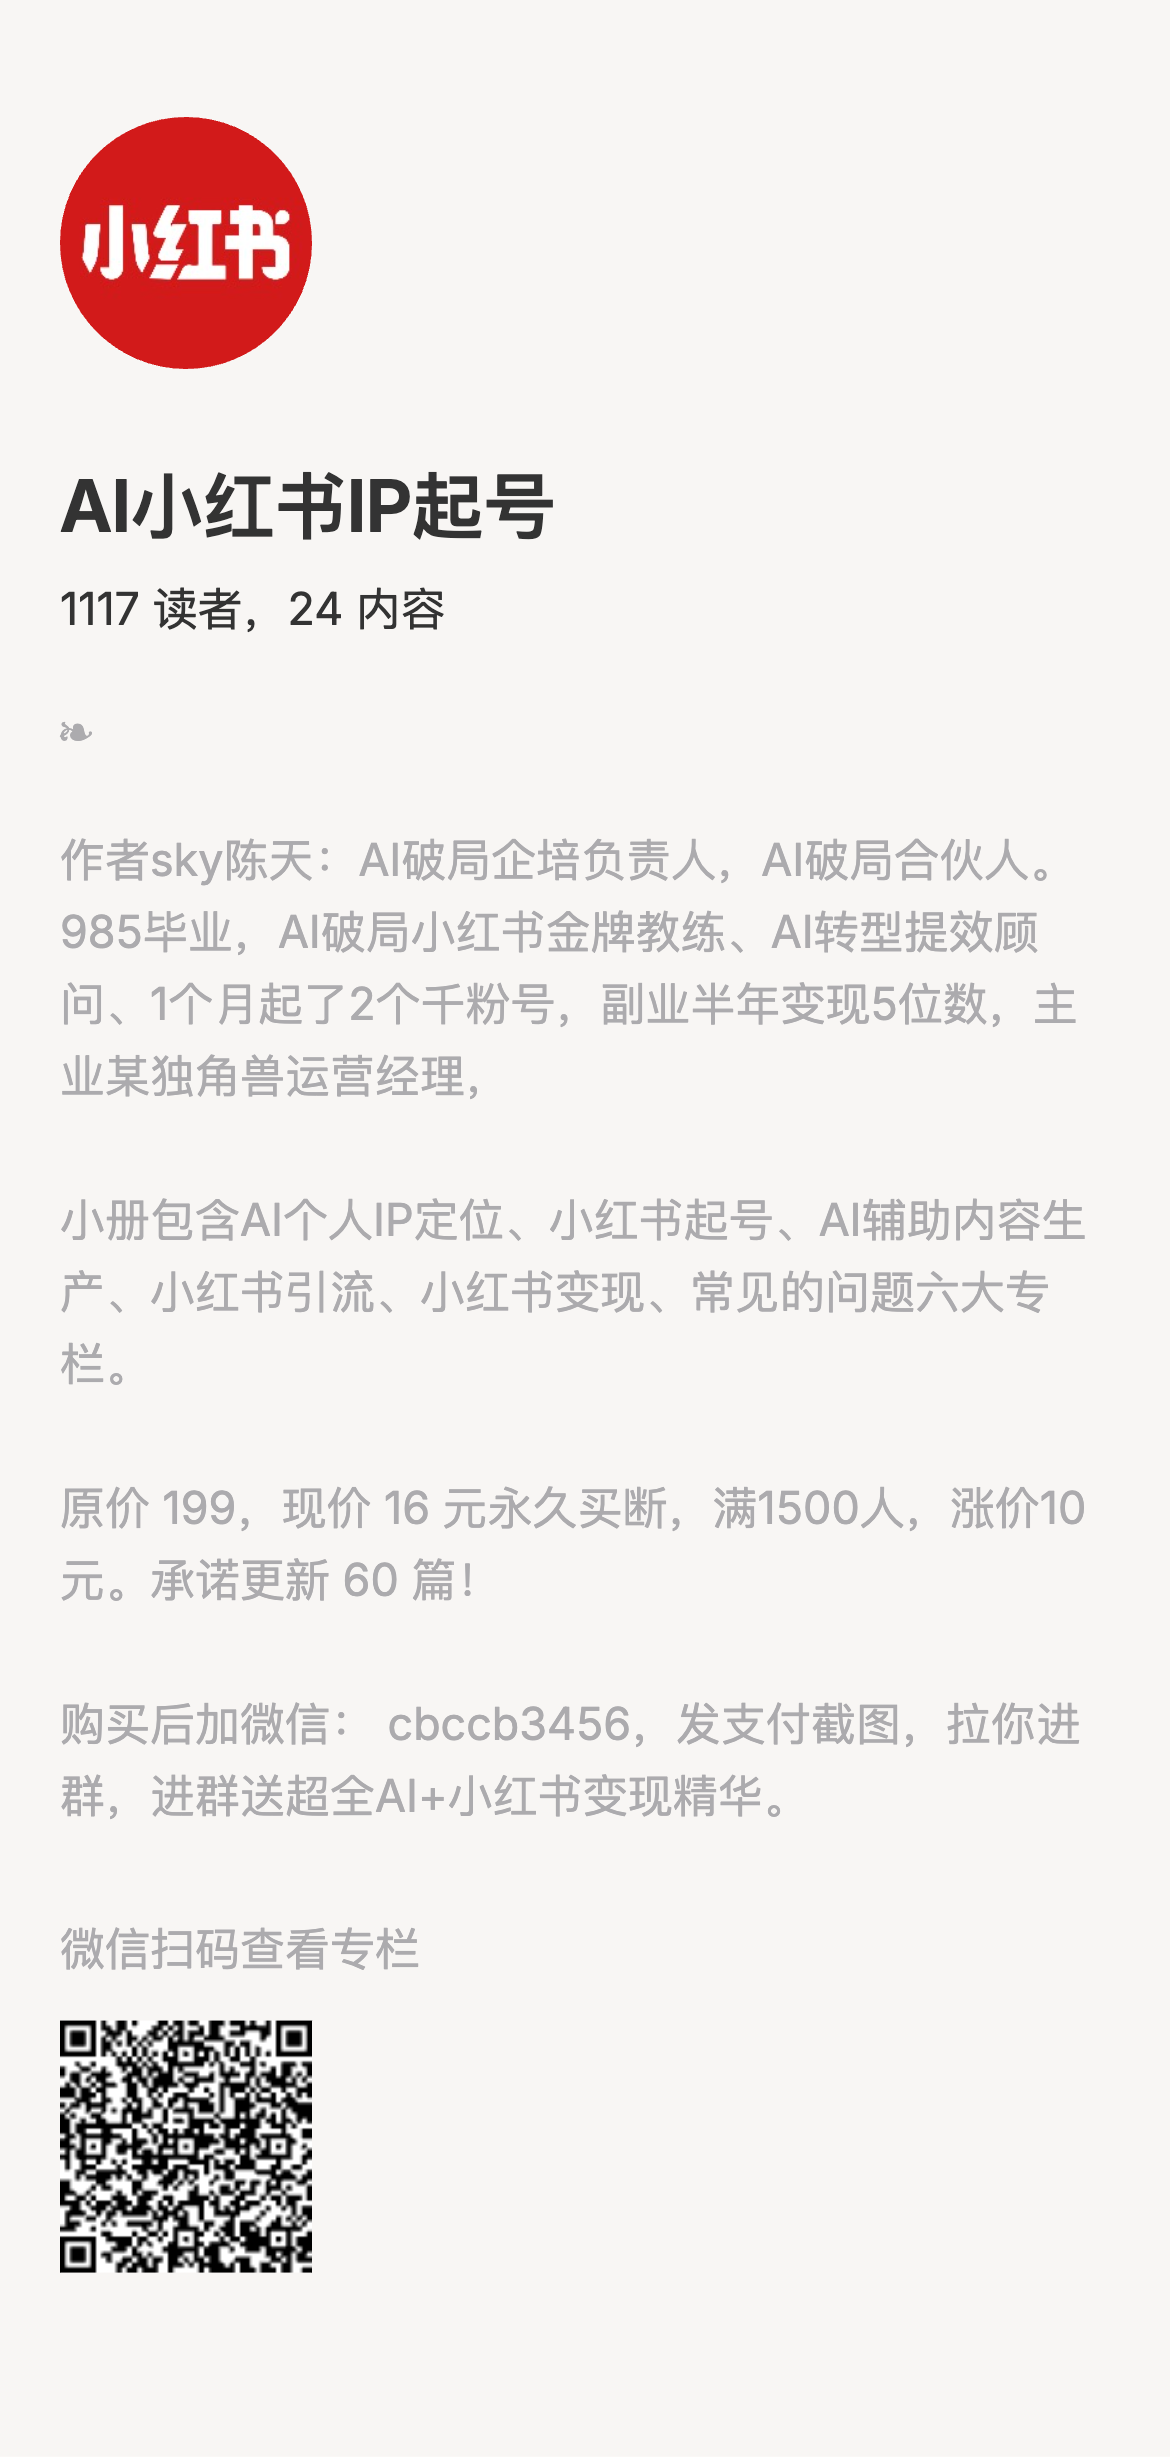 小红书
AI小红书IP起号
1117 读者，24 内容
❧
作者sky陈天：AI破局企培负责人，AI破局合伙人。
985毕业，AI破局小红书金牌教练、AI转型提效顾
问、1个月起了2个千粉号，副业半年变现5位数，主
业某独角兽运营经理，
小册包含AI个人IP定位、小红书起号、AI辅助内容生
产、小红书引流、小红书变现、常见的问题六大专
栏。
原价 199，现价 16 元永久买断，满1500人，涨价10
元。承诺更新 60 篇！
购买后加微信： cbccb3456，发支付截图，拉你进
群，进群送超全AI+小红书变现精华。
微信扫码查看专栏